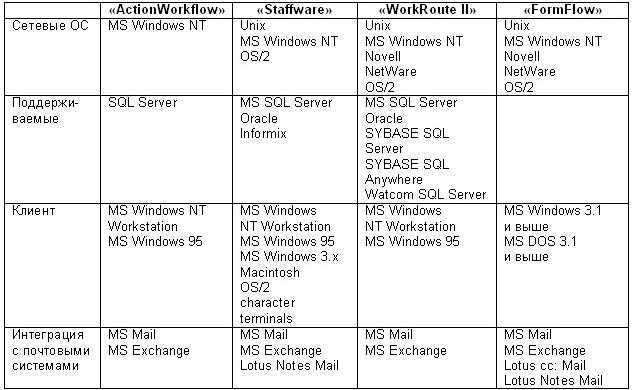 «ActionWorkflow» «Staffware» «WorkRoute II» «FormFlow»
Сетевые ОС
MS Windows NT
Unix
MS Windows NT
OS/2
Unix
MS Windows NT
Novell
NetWare
OS/2
Unix
MS Windows NT
Novell
NetWare
OS/2
Поддержи-
ваемые
SQL Server
MS SQL Server
Oracle
Informix
MS SQL Server
Oracle
SYBASE SQL
Server
SYBASE SQL
Anywhere
Watcom SQL Server
Клиент
MS Windows NT
Workstation
MS Windows 95
MS Windows
NT Workstation
MS Windows 95
MS Windows 3.x
Macintosh
OS/2
character
terminals
MS Windows
NT Workstation
MS Windows 95
MS Windows 3.1
и выше
MS DOS 3.1
и выше
Интеграция
с почтовыми
системами
MS Mail
MS Exchange
MS Mail
MS Exchange
Lotus Notes Mail
MS Mail
MS Exchange
MS Mail
MS Exchange
Lotus cc: Mail
Lotus Notes Mail